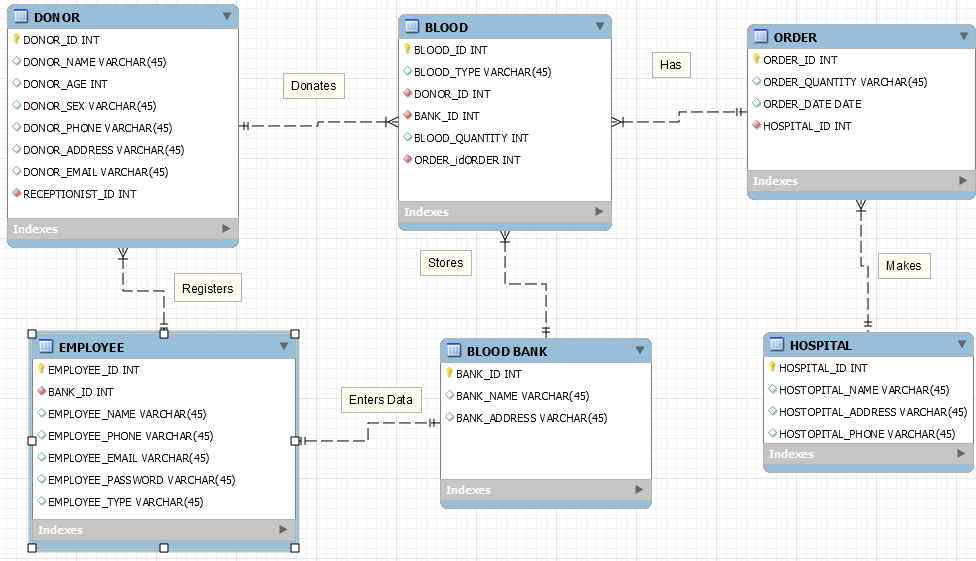 DONOR
DONOR_ID INT
DONOR_NAME VARCHAR(45)
DONOR_AGE INT
DONOR_SEX VARCHAR(45)
DONOR_PHONE VARCHAR(45)
DONOR_ADDRESS VARCHAR(45)
DONOR_EMAIL VARCHAR(45)
RECEPTIONIST_ID INT
Indexes
Donates
BLOOD
BLOOD_ID INT
BLOOD_TYPE VARCHAR(45)
DONOR_ID INT
BANK_ID INT
BLOOD_QUANTITY INT
ORDER_idORDER INT
Indexes
Has
ORDER
ORDER_ID INT
ORDER_QUANTITY VARCHAR(45)
ORDER_DATE DATE
HOSPITAL_ID INT
Indexes
Registers
Stores
Makes
EMPLOYEE
EMPLOYEE_ID INT
BANK_ID INT
EMPLOYEE_NAME VARCHAR(45)
EMPLOYEE_PHONE VARCHAR(45)
EMPLOYEE_EMAIL VARCHAR(45)
EMPLOYEE_PASSWORD VARCHAR(45)
EMPLOYEE_TYPE VARCHAR(45)
Indexes
Enters Data
BLOOD BANK
BANK_ID INT
BANK_NAME VARCHAR(45)
BANK_ADDRESS VARCHAR(45)
Indexes
HOSPITAL
HOSPITAL_ID INT
HOSTOPITAL_NAME VARCHAR(45)
HOSTOPITAL_ADDRESS VARCHAR(45)
HOSTOPITAL_PHONE VARCHAR(45)
Indexes